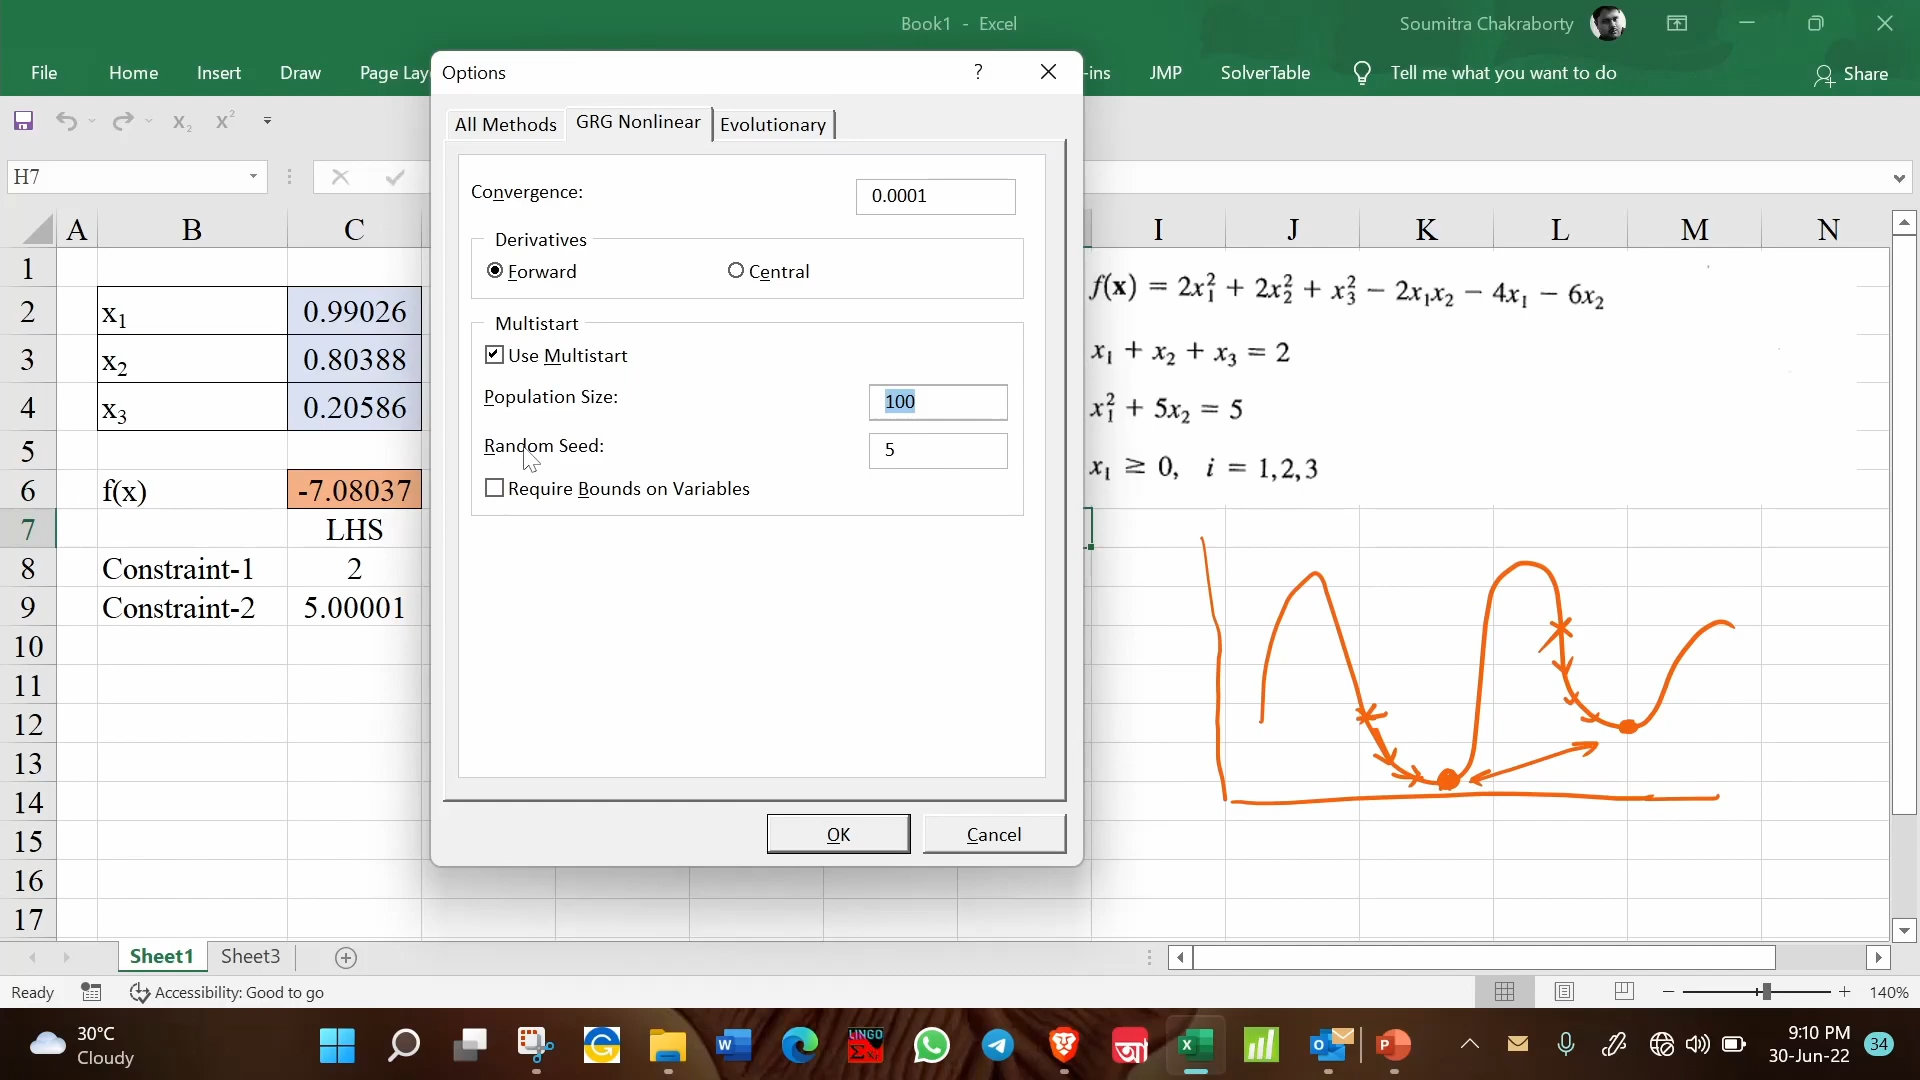 Book1 - Excel
Soumitra Chakraborty
File Home Insert Draw Page Lay -ins JMP SolverTable Tell me what you want to do Share
x₂ x²
H7
Options ?
All Methods GRG Nonlinear Evolutionary
Convergence: 0.0001
Derivatives
Forward Central
Multistart
Use Multistart
Population Size: 100
Random Seed: 5
Require Bounds on Variables
OK Cancel
A B C I J K L M N
1
2 x₁ 0.99026
3 x₂ 0.80388
4 x₃ 0.20586
5
6 f(x) -7.08037
7 LHS
8 Constraint-1 2
9 Constraint-2 5.00001
10
11
12
13
14
15
16
17
f(x) = 2x₁² + 2x₂² + x₃² − 2x₁x₂ − 4x₁ − 6x₂
x₁ + x₂ + x₃ = 2
x₁² + 5x₂ = 5
x₁ ≥ 0, i = 1,2,3
Sheet1 Sheet3
Ready Accessibility: Good to go 140%
30°C
Cloudy
LINGO
9:10 PM
30-Jun-22
34